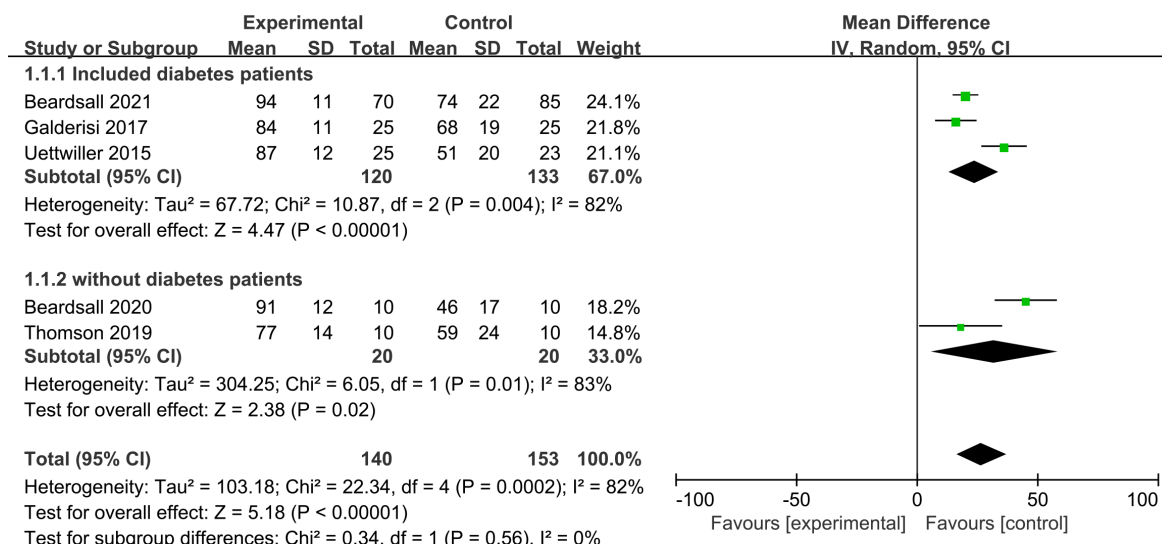 Experimental Control Mean Difference
Study or Subgroup Mean SD Total Mean SD Total Weight IV, Random, 95% CI
1.1.1 Included diabetes patients
Beardsall 2021 94 11 70 74 22 85 24.1%
Galderisi 2017 84 11 25 68 19 25 21.8%
Uettwiller 2015 87 12 25 51 20 23 21.1%
Subtotal (95% CI) 120 133 67.0%
Heterogeneity: Tau² = 67.72; Chi² = 10.87, df = 2 (P = 0.004); I² = 82%
Test for overall effect: Z = 4.47 (P < 0.00001)
1.1.2 without diabetes patients
Beardsall 2020 91 12 10 46 17 10 18.2%
Thomson 2019 77 14 10 59 24 10 14.8%
Subtotal (95% CI) 20 20 33.0%
Heterogeneity: Tau² = 304.25; Chi² = 6.05, df = 1 (P = 0.01); I² = 83%
Test for overall effect: Z = 2.38 (P = 0.02)
Total (95% CI) 140 153 100.0%
Heterogeneity: Tau² = 103.18; Chi² = 22.34, df = 4 (P = 0.0002); I² = 82%
-100 -50 0 50 100
Test for overall effect: Z = 5.18 (P < 0.00001)
Favours [experimental] Favours [control]
Test for subgroup differences: Chi² = 0.34, df = 1 (P = 0.56), I² = 0%